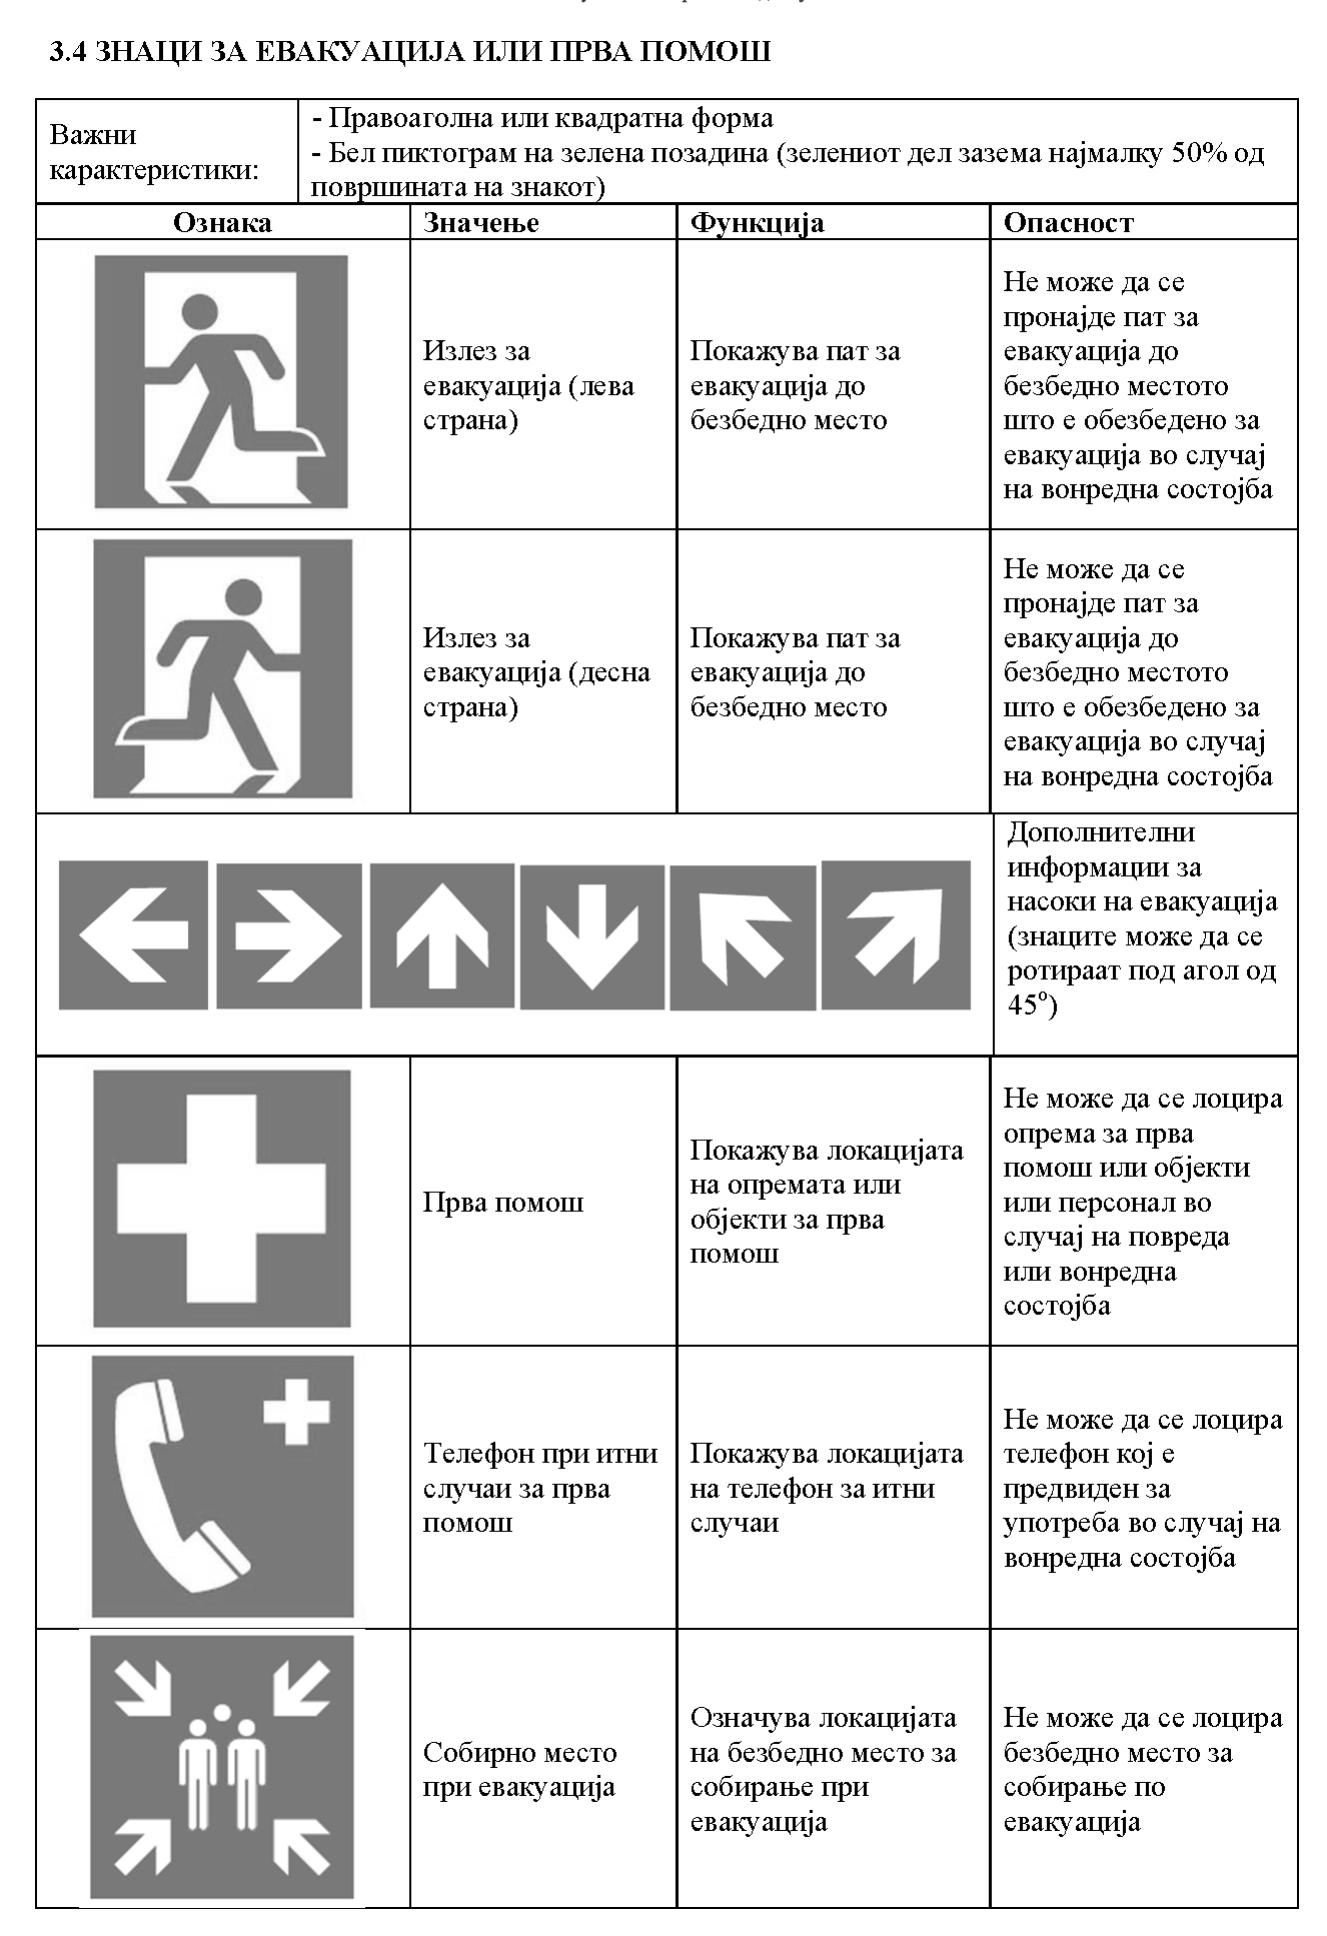 3.4 ЗНАЦИ ЗА ЕВАКУАЦИЈА ИЛИ ПРВА ПОМОШ
Важни
карактеристики:
- Правоаголна или квадратна форма
- Бел пиктограм на зелена позадина (зелениот дел зазема најмалку 50% од
површината на знакот)
Ознака Значење Функција Опасност
Излез за
евакуација (лева
страна)
Покажува пат за
евакуација до
безбедно место
Не може да се
пронајде пат за
евакуација до
безбедно местото
што е обезбедено за
евакуација во случај
на вонредна состојба
Излез за
евакуација (десна
страна)
Покажува пат за
евакуација до
безбедно место
Не може да се
пронајде пат за
евакуација до
безбедно местото
што е обезбедено за
евакуација во случај
на вонредна состојба
Дополнителни
информации за
насоки на евакуација
(знаците може да се
ротираат под агол од
45º)
Прва помош
Покажува локацијата
на опремата или
објекти за прва
помош
Не може да се лоцира
опрема за прва
помош или објекти
или персонал во
случај на повреда
или вонредна
состојба
Телефон при итни
случаи за прва
помош
Покажува локацијата
на телефон за итни
случаи
Не може да се лоцира
телефон кој е
предвиден за
употреба во случај на
вонредна состојба
Собирно место
при евакуација
Означува локацијата
на безбедно место за
собирање при
евакуација
Не може да се лоцира
безбедно место за
собирање по
евакуација